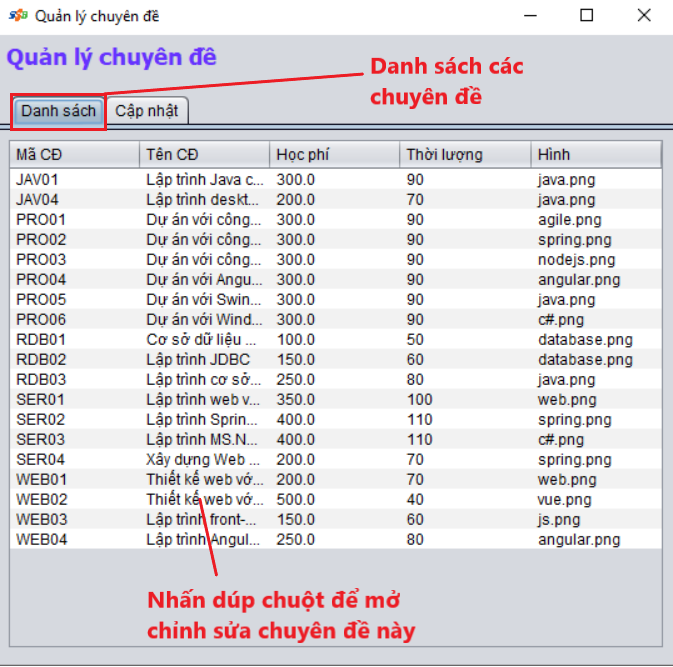 Quản lý chuyên đề
Quản lý chuyên đề
Danh sách các
chuyên đề
Danh sách Cập nhật
Mã CĐ Tên CĐ Học phí Thời lượng Hình
JAV01 Lập trình Java c... 300.0 90 java.png
JAV04 Lập trình deskt... 200.0 70 java.png
PRO01 Dự án với công... 300.0 90 agile.png
PRO02 Dự án với công... 300.0 90 spring.png
PRO03 Dự án với công... 300.0 90 nodejs.png
PRO04 Dự án với Angu... 300.0 90 angular.png
PRO05 Dự án với Swin... 300.0 90 java.png
PRO06 Dự án với Wind... 300.0 90 c#.png
RDB01 Cơ sở dữ liệu ... 100.0 50 database.png
RDB02 Lập trình JDBC 150.0 60 database.png
RDB03 Lập trình cơ sở... 250.0 80 java.png
SER01 Lập trình web v... 350.0 100 web.png
SER02 Lập trình Sprin... 400.0 110 spring.png
SER03 Lập trình MS.N... 400.0 110 c#.png
SER04 Xây dựng Web ... 200.0 70 spring.png
WEB01 Thiết kế web vớ... 200.0 70 web.png
WEB02 Thiết kế web vớ... 500.0 40 vue.png
WEB03 Lập trình front-... 150.0 60 js.png
WEB04 Lập trình Angul... 250.0 80 angular.png
Nhấn dúp chuột để mở
chỉnh sửa chuyên đề này